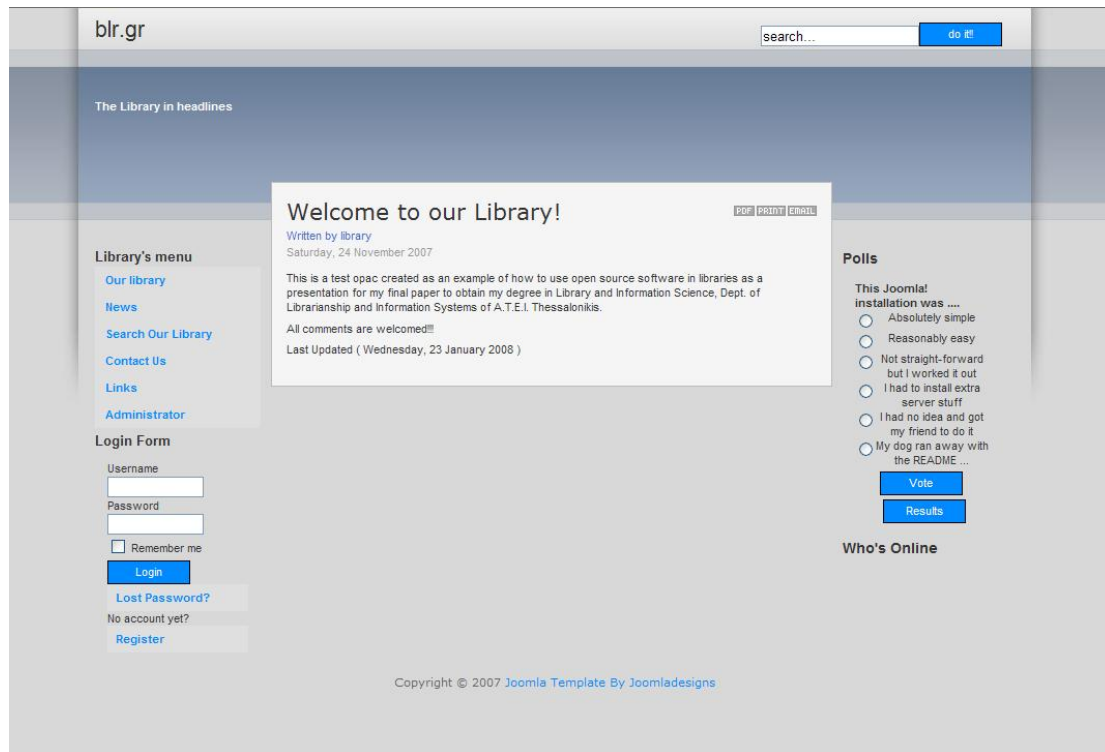 blr.gr
search...
do it!!
The Library in headlines
Welcome to our Library!
PDF PRINT EMAIL
Written by library
Saturday, 24 November 2007
This is a test opac created as an example of how to use open source software in libraries as a
presentation for my final paper to obtain my degree in Library and Information Science, Dept. of
Librarianship and Information Systems of A.T.E.I. Thessalonikis.
All comments are welcomed!!!
Last Updated ( Wednesday, 23 January 2008 )
Library's menu
Our library
News
Search Our Library
Contact Us
Links
Administrator
Login Form
Username
Password
Remember me
Login
Lost Password?
No account yet?
Register
Polls
This Joomla!
installation was ....
Absolutely simple
Reasonably easy
Not straight-forward
but I worked it out
I had to install extra
server stuff
I had no idea and got
my friend to do it
My dog ran away with
the README ...
Vote
Results
Who's Online
Copyright © 2007 Joomla Template By Joomladesigns